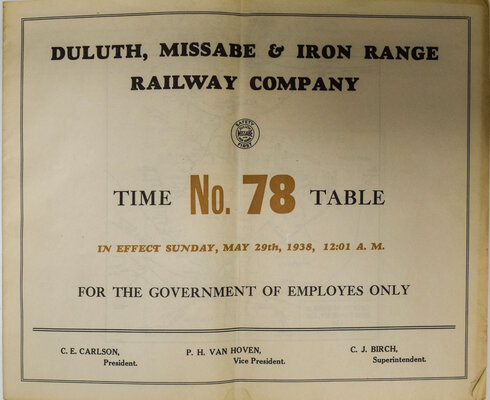 DULUTH, MISSABE & IRON RANGE
RAILWAY COMPANY
SAFETY
MISSABE
FIRST
TIME No. 78 TABLE
IN EFFECT SUNDAY, MAY 29th, 1938, 12:01 A. M.
FOR THE GOVERNMENT OF EMPLOYES ONLY
C. E. CARLSON, P. H. VAN HOVEN, C. J. BIRCH,
President. Vice President. Superintendent.